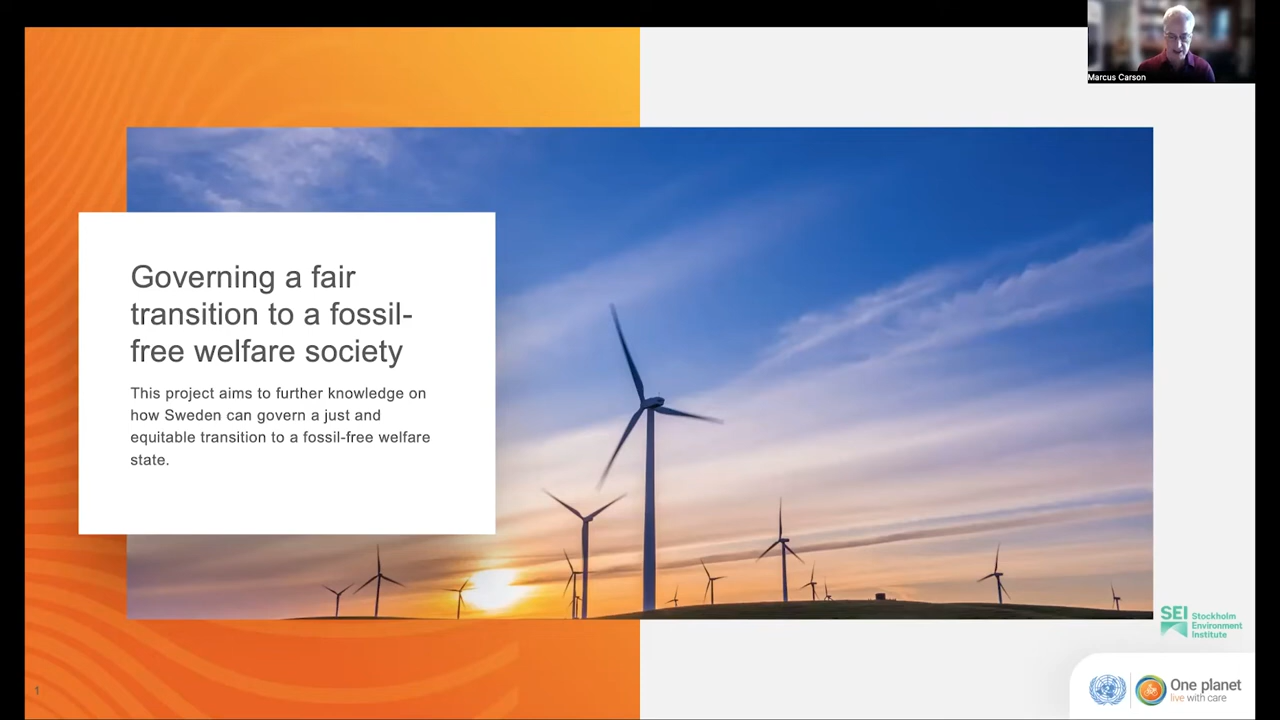 Marcus Carson
Governing a fair
transition to a fossil-
free welfare society
This project aims to further knowledge on
how Sweden can govern a just and
equitable transition to a fossil-free welfare
state.
SEI Stockholm
Environment
Institute
1
One planet
live with care